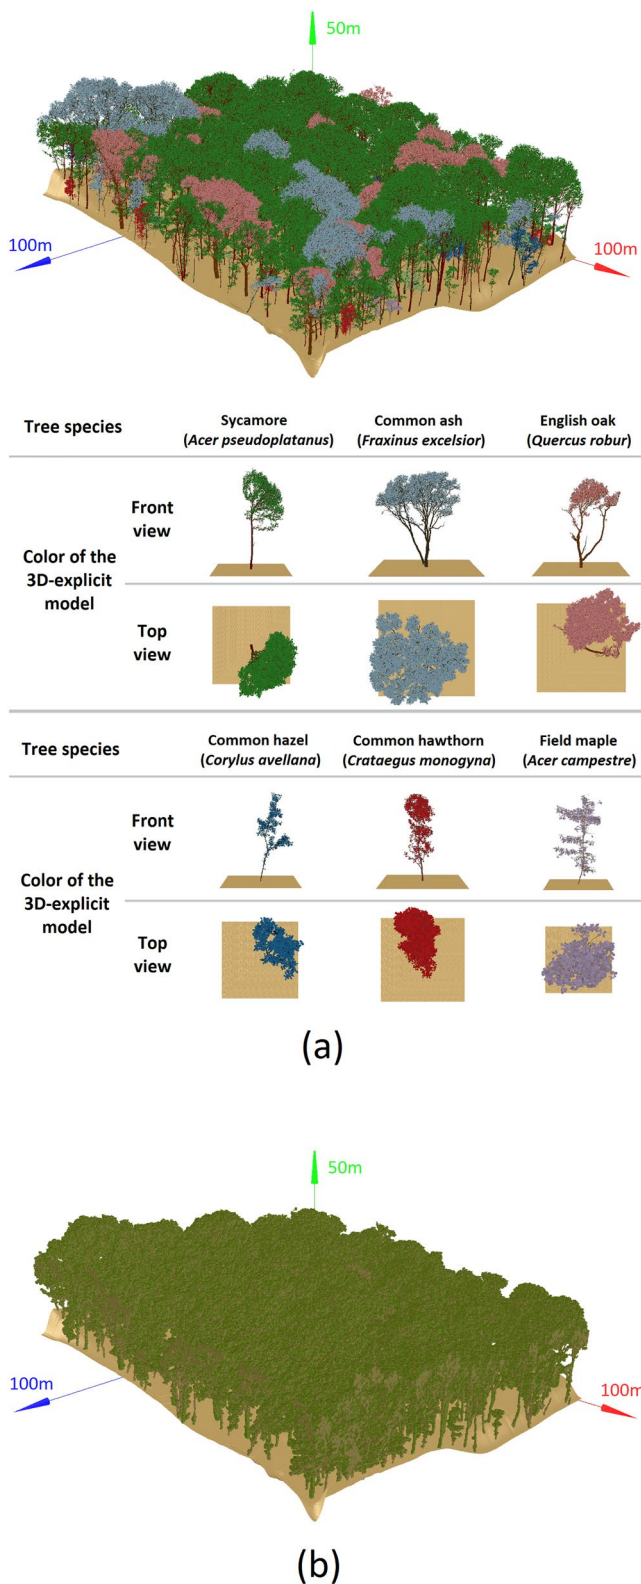 50m
100m
100m
Tree species
Sycamore
(Acer pseudoplatanus)
Common ash
(Fraxinus excelsior)
English oak
(Quercus robur)
Color of the
3D-explicit
model
Front
view
Top
view
Tree species
Common hazel
(Corylus avellana)
Common hawthorn
(Crataegus monogyna)
Field maple
(Acer campestre)
Color of the
3D-explicit
model
Front
view
Top
view
(a)
50m
100m
100m
(b)